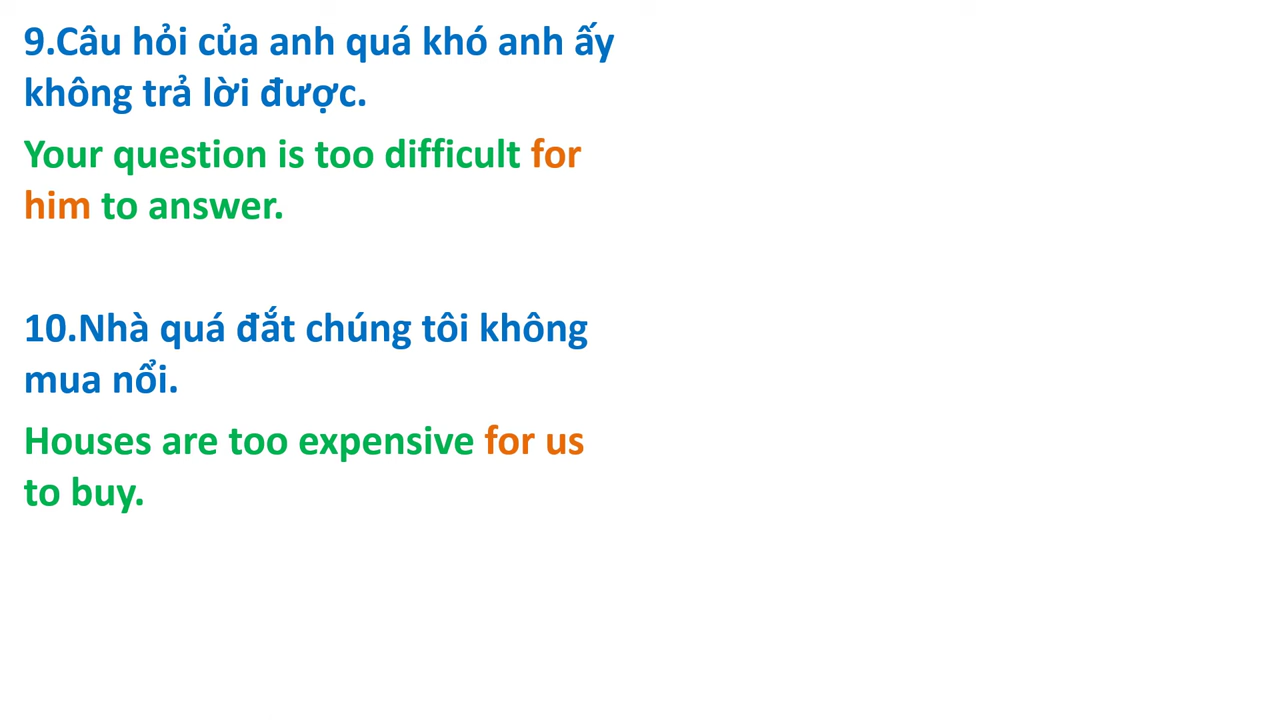 9.Câu hỏi của anh quá khó anh ấy
không trả lời được.
Your question is too difficult for
him to answer.
10.Nhà quá đắt chúng tôi không
mua nổi.
Houses are too expensive for us
to buy.